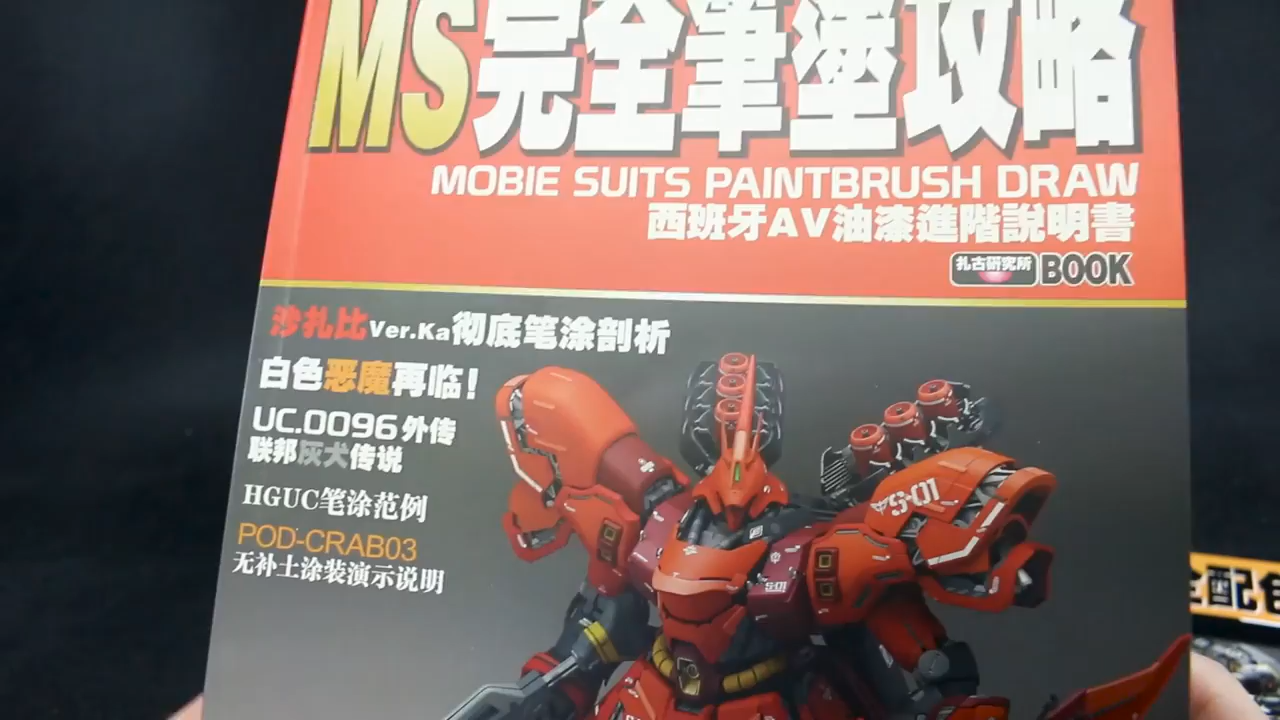 MS完全筆塗攻略
MOBIE SUITS PAINTBRUSH DRAW
西班牙AV油漆進階說明書
扎古研究所 BOOK
沙扎比Ver.Ka彻底笔涂剖析
白色恶魔再临!
UC.0096外传
联邦灰犬传说
HGUC笔涂范例
POD-CRAB03
无补土涂装演示说明
S-01
S-01
配色